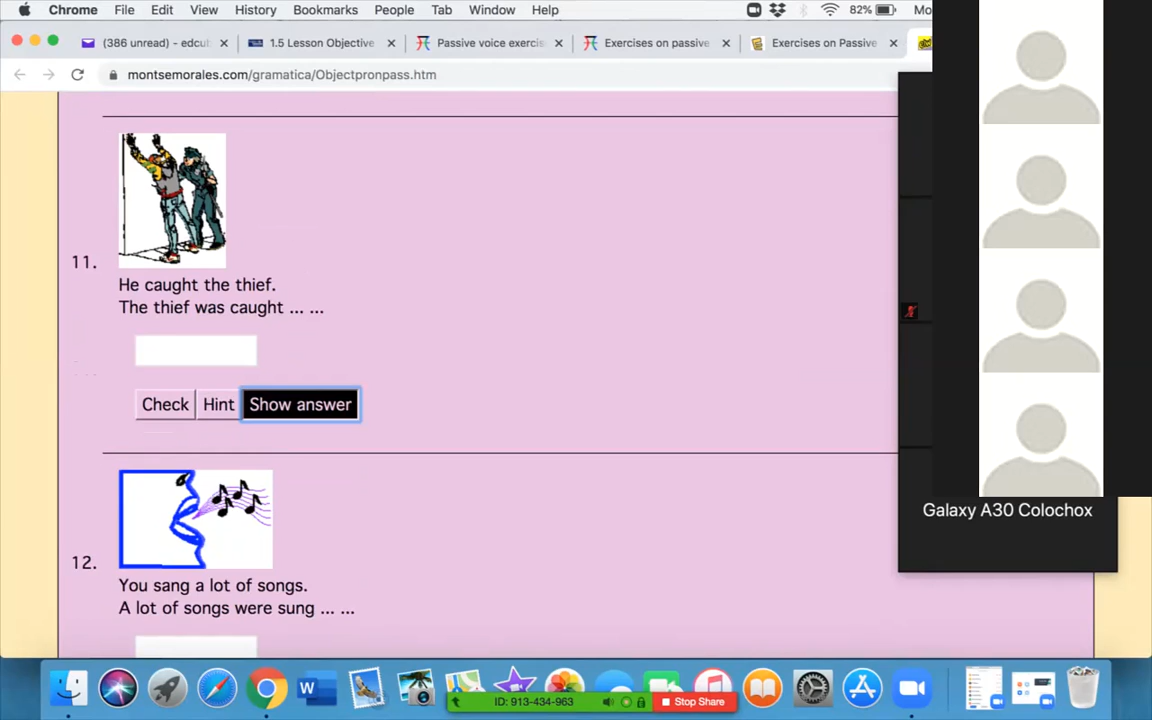 Chrome File Edit View History Bookmarks People Tab Window Help 82% Mo
(386 unread) - edcut
1.5 Lesson Objective
Passive voice exercis
Exercises on passive
Exercises on Passive
montsemorales.com/gramatica/Objectpronpass.htm
11.
He caught the thief.
The thief was caught ... ...
Check Hint Show answer
12.
You sang a lot of songs.
A lot of songs were sung ... ...
Galaxy A30 Colochox
ID: 913-434-963 Stop Share